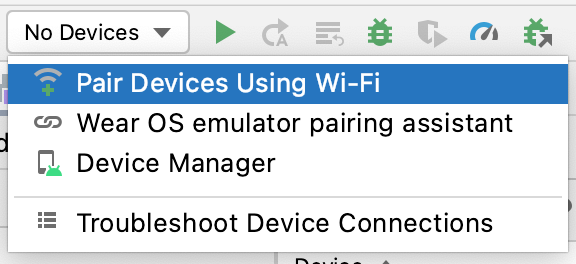 No Devices
Pair Devices Using Wi-Fi
Wear OS emulator pairing assistant
Device Manager
Troubleshoot Device Connections